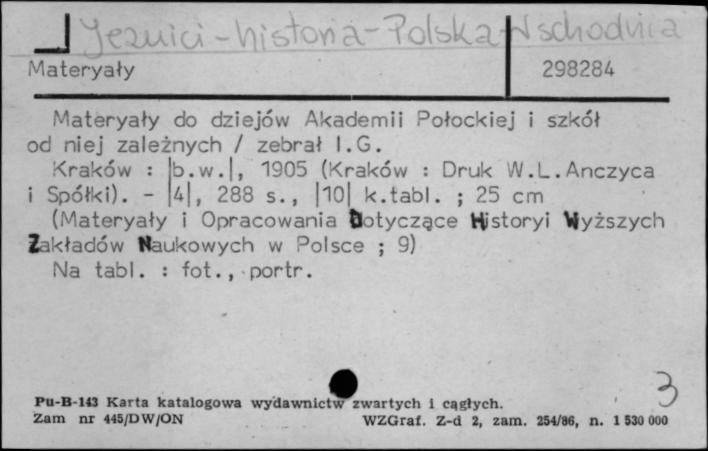 Jezuici - historia - Polska Wschodnia
Materyały 298284
Materyały do dziejów Akademii Połockiej i szkół
od niej zależnych / zebrał I.G.
Kraków : |b.w.|, 1905 (Kraków : Druk W.L.Anczyca
i Spółki). - |4|, 288 s., |10| k.tabl. ; 25 cm
(Materyały i Opracowania Dotyczące Historyi Wyższych
Zakładów Naukowych w Polsce ; 9)
Na tabl. : fot., portr.
3
Pu-B-143 Karta katalogowa wydawnictw zwartych i cągłych.
Zam nr 445/DW/ON WZGraf. Z-d 2, zam. 254/86, n. 1 530 000